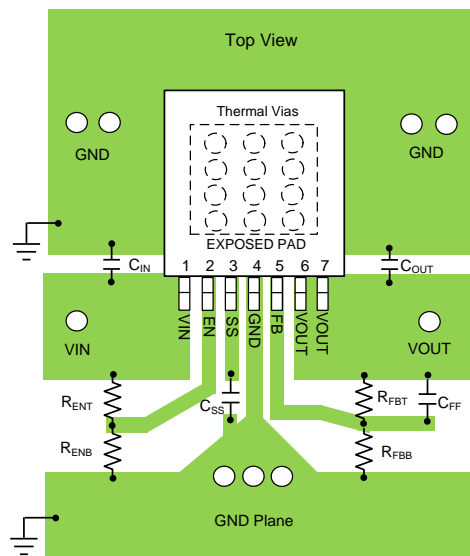 Top View
Thermal Vias
GND
GND
EXPOSED PAD
CIN
1 2 3 4 5 6 7
COUT
VIN
EN
SS
GND
FB
VOUT
VOUT
VIN
VOUT
RENT
CSS
RFBT
CFF
RENB
RFBB
GND Plane